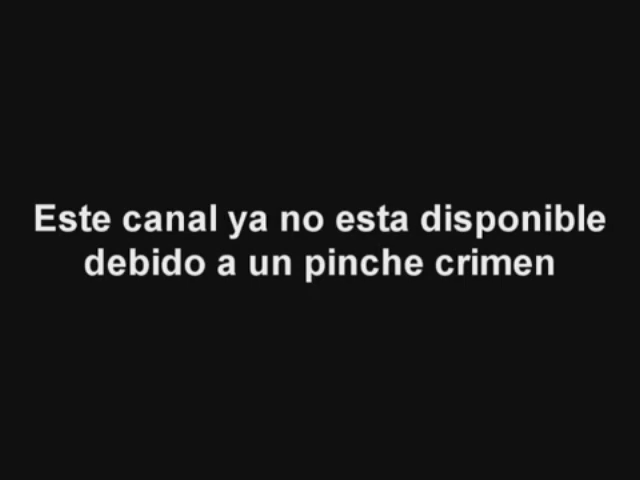 Este canal ya no esta disponible
debido a un pinche crimen